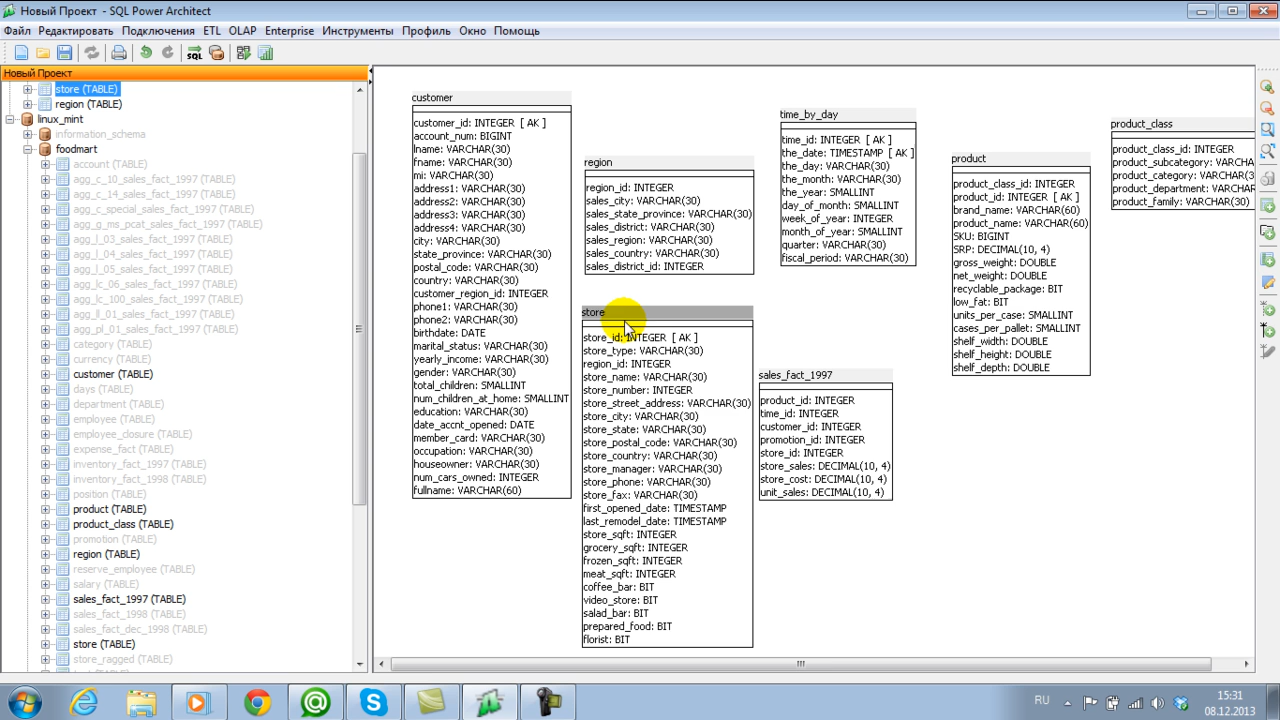 Новый Проект - SQL Power Architect
Файл Редактировать Подключения ETL OLAP Enterprise Инструменты Профиль Окно Помощь
SQL
Новый Проект
store (TABLE)
region (TABLE)
linux_mint
information_schema
foodmart
account (TABLE)
agg_c_10_sales_fact_1997 (TABLE)
agg_c_14_sales_fact_1997 (TABLE)
agg_c_special_sales_fact_1997 (TABLE)
agg_g_ms_pcat_sales_fact_1997 (TABLE)
agg_l_03_sales_fact_1997 (TABLE)
agg_l_04_sales_fact_1997 (TABLE)
agg_l_05_sales_fact_1997 (TABLE)
agg_lc_06_sales_fact_1997 (TABLE)
agg_lc_100_sales_fact_1997 (TABLE)
agg_ll_01_sales_fact_1997 (TABLE)
agg_pl_01_sales_fact_1997 (TABLE)
category (TABLE)
currency (TABLE)
customer (TABLE)
days (TABLE)
department (TABLE)
employee (TABLE)
employee_closure (TABLE)
expense_fact (TABLE)
inventory_fact_1997 (TABLE)
inventory_fact_1998 (TABLE)
position (TABLE)
product (TABLE)
product_class (TABLE)
promotion (TABLE)
region (TABLE)
reserve_employee (TABLE)
salary (TABLE)
sales_fact_1997 (TABLE)
sales_fact_1998 (TABLE)
sales_fact_dec_1998 (TABLE)
store (TABLE)
store_ragged (TABLE)
customer
customer_id: INTEGER [ AK ]
account_num: BIGINT
lname: VARCHAR(30)
fname: VARCHAR(30)
mi: VARCHAR(30)
address1: VARCHAR(30)
address2: VARCHAR(30)
address3: VARCHAR(30)
address4: VARCHAR(30)
city: VARCHAR(30)
state_province: VARCHAR(30)
postal_code: VARCHAR(30)
country: VARCHAR(30)
customer_region_id: INTEGER
phone1: VARCHAR(30)
phone2: VARCHAR(30)
birthdate: DATE
marital_status: VARCHAR(30)
yearly_income: VARCHAR(30)
gender: VARCHAR(30)
total_children: SMALLINT
num_children_at_home: SMALLINT
education: VARCHAR(30)
date_accnt_opened: DATE
member_card: VARCHAR(30)
occupation: VARCHAR(30)
houseowner: VARCHAR(30)
num_cars_owned: INTEGER
fullname: VARCHAR(60)
region
region_id: INTEGER
sales_city: VARCHAR(30)
sales_state_province: VARCHAR(30)
sales_district: VARCHAR(30)
sales_region: VARCHAR(30)
sales_country: VARCHAR(30)
sales_district_id: INTEGER
store
store_id: INTEGER [ AK ]
store_type: VARCHAR(30)
region_id: INTEGER
store_name: VARCHAR(30)
store_number: INTEGER
store_street_address: VARCHAR(30)
store_city: VARCHAR(30)
store_state: VARCHAR(30)
store_postal_code: VARCHAR(30)
store_country: VARCHAR(30)
store_manager: VARCHAR(30)
store_phone: VARCHAR(30)
store_fax: VARCHAR(30)
first_opened_date: TIMESTAMP
last_remodel_date: TIMESTAMP
store_sqft: INTEGER
grocery_sqft: INTEGER
frozen_sqft: INTEGER
meat_sqft: INTEGER
coffee_bar: BIT
video_store: BIT
salad_bar: BIT
prepared_food: BIT
florist: BIT
time_by_day
time_id: INTEGER [ AK ]
the_date: TIMESTAMP [ AK ]
the_day: VARCHAR(30)
the_month: VARCHAR(30)
the_year: SMALLINT
day_of_month: SMALLINT
week_of_year: INTEGER
month_of_year: SMALLINT
quarter: VARCHAR(30)
fiscal_period: VARCHAR(30)
sales_fact_1997
product_id: INTEGER
time_id: INTEGER
customer_id: INTEGER
promotion_id: INTEGER
store_id: INTEGER
store_sales: DECIMAL(10, 4)
store_cost: DECIMAL(10, 4)
unit_sales: DECIMAL(10, 4)
product
product_class_id: INTEGER
product_id: INTEGER [ AK ]
brand_name: VARCHAR(60)
product_name: VARCHAR(60)
SKU: BIGINT
SRP: DECIMAL(10, 4)
gross_weight: DOUBLE
net_weight: DOUBLE
recyclable_package: BIT
low_fat: BIT
units_per_case: SMALLINT
cases_per_pallet: SMALLINT
shelf_width: DOUBLE
shelf_height: DOUBLE
shelf_depth: DOUBLE
product_class
product_class_id: INTEGER
product_subcategory: VARCHA
product_category: VARCHAR(3
product_department: VARCHAR
product_family: VARCHAR(30)
RU
15:31
08.12.2013